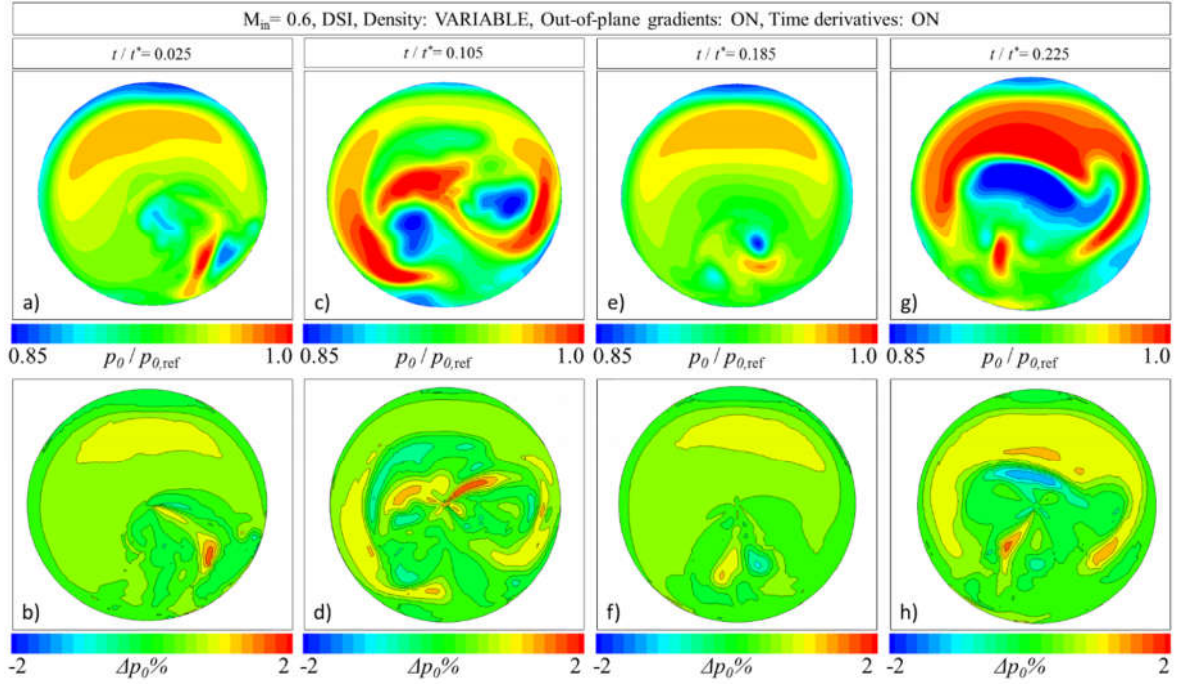 M_in= 0.6, DSI, Density: VARIABLE, Out-of-plane gradients: ON, Time derivatives: ON
t / t*= 0.025
t / t*= 0.105
t / t*= 0.185
t / t*= 0.225
a)
c)
e)
g)
0.85 1.0
p0 / p0,ref
0.85 1.0
p0 / p0,ref
0.85 1.0
p0 / p0,ref
0.85 1.0
p0 / p0,ref
b)
d)
f)
h)
-2 2
Δp0%
-2 2
Δp0%
-2 2
Δp0%
-2 2
Δp0%